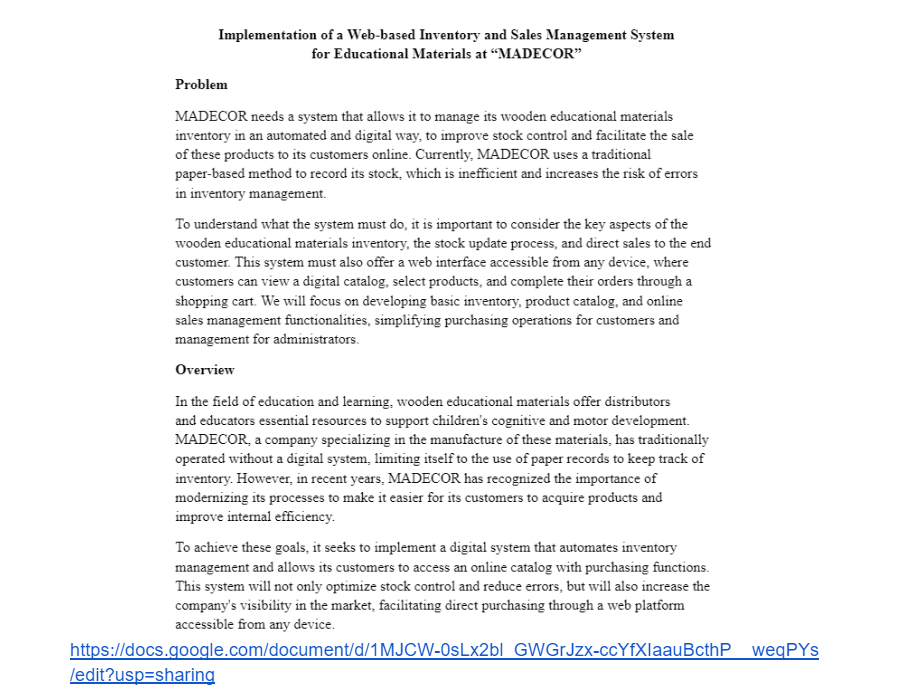 Implementation of a Web-based Inventory and Sales Management System
for Educational Materials at “MADECOR”
Problem
MADECOR needs a system that allows it to manage its wooden educational materials
inventory in an automated and digital way, to improve stock control and facilitate the sale
of these products to its customers online. Currently, MADECOR uses a traditional
paper-based method to record its stock, which is inefficient and increases the risk of errors
in inventory management.
To understand what the system must do, it is important to consider the key aspects of the
wooden educational materials inventory, the stock update process, and direct sales to the end
customer. This system must also offer a web interface accessible from any device, where
customers can view a digital catalog, select products, and complete their orders through a
shopping cart. We will focus on developing basic inventory, product catalog, and online
sales management functionalities, simplifying purchasing operations for customers and
management for administrators.
Overview
In the field of education and learning, wooden educational materials offer distributors
and educators essential resources to support children's cognitive and motor development.
MADECOR, a company specializing in the manufacture of these materials, has traditionally
operated without a digital system, limiting itself to the use of paper records to keep track of
inventory. However, in recent years, MADECOR has recognized the importance of
modernizing its processes to make it easier for its customers to acquire products and
improve internal efficiency.
To achieve these goals, it seeks to implement a digital system that automates inventory
management and allows its customers to access an online catalog with purchasing functions.
This system will not only optimize stock control and reduce errors, but will also increase the
company's visibility in the market, facilitating direct purchasing through a web platform
accessible from any device.
https://docs.google.com/document/d/1MJCW-0sLx2bl_GWGrJzx-ccYfXIaauBcthP__weqPYs
/edit?usp=sharing